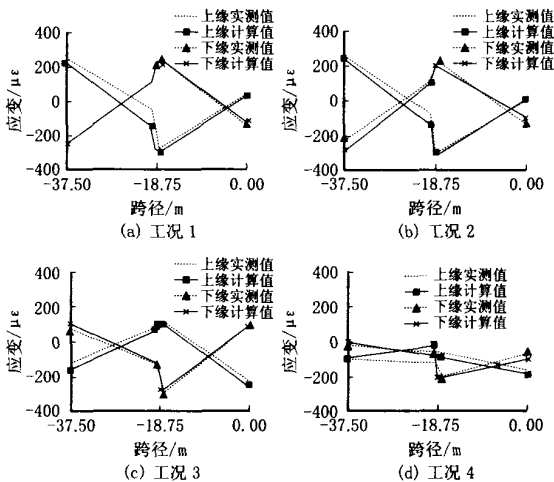 400
200
0
-200
-400
应变/με
-37.50
-18.75
0.00
跨径/m
上缘实测值
上缘计算值
下缘实测值
下缘计算值
(a) 工况 1
400
200
0
-200
-400
应变/με
-37.50
-18.75
0.00
跨径/m
上缘实测值
上缘计算值
下缘实测值
下缘计算值
(b) 工况 2
400
200
0
-200
-400
应变/με
-37.50
-18.75
0.00
跨径/m
上缘实测值
上缘计算值
下缘实测值
下缘计算值
(c) 工况 3
400
200
0
-200
-400
应变/με
-37.50
-18.75
0.00
跨径/m
上缘实测值
上缘计算值
下缘实测值
下缘计算值
(d) 工况 4